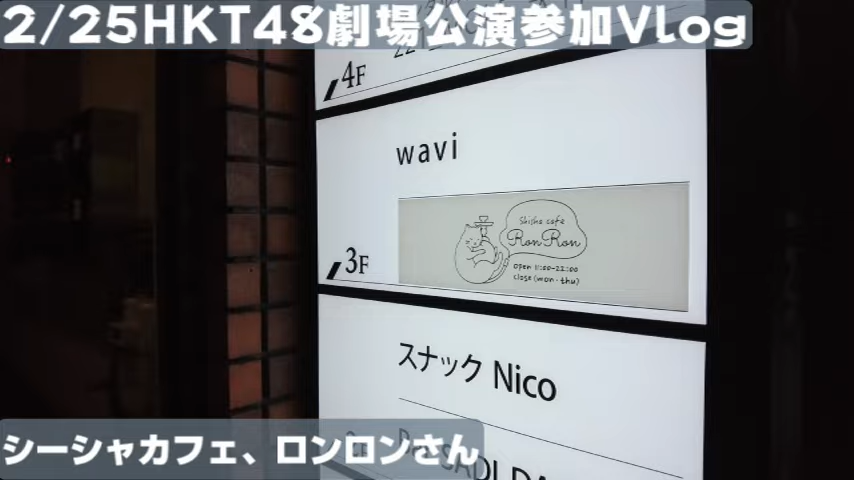 2/25HKT48劇場公演参加Vlog
4F
wavi
Shisha cafe
RonRon
open 11:00-22:00
close (mon・thu)
3F
スナック Nico
シーシャカフェ、ロンロンさん